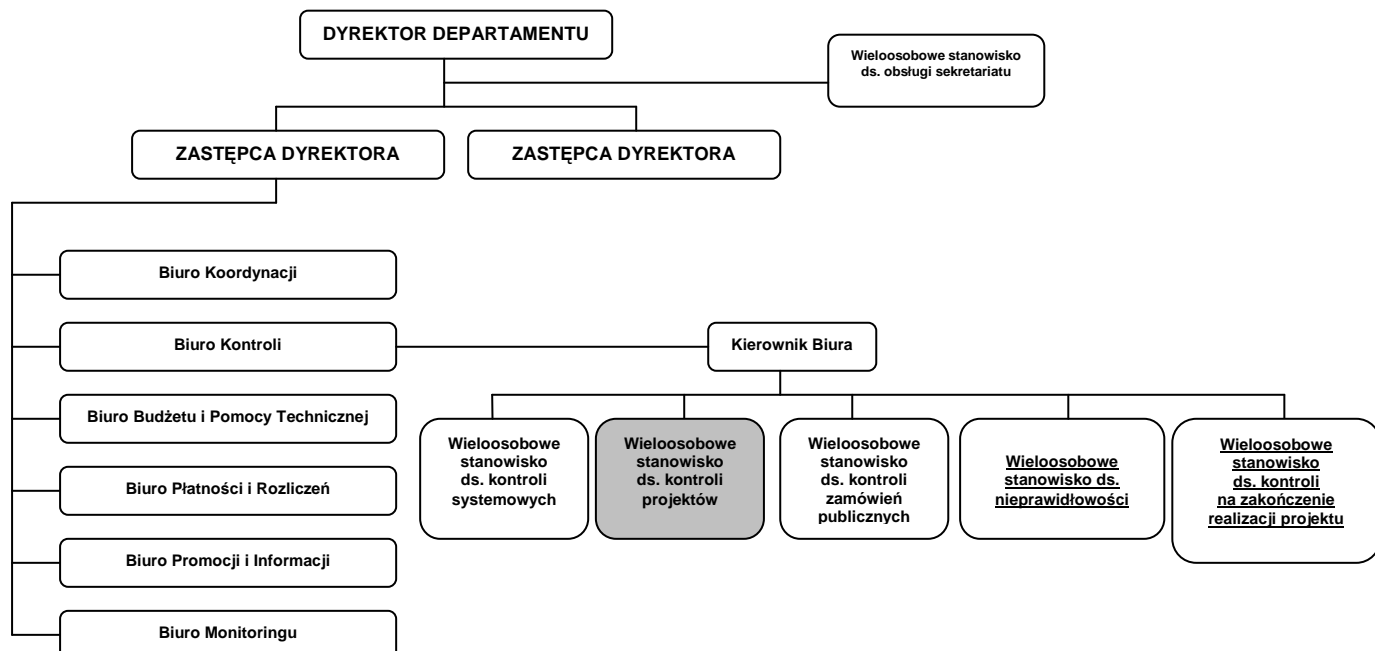 DYREKTOR DEPARTAMENTU
Wieloosobowe stanowisko
ds. obsługi sekretariatu
ZASTĘPCA DYREKTORA
ZASTĘPCA DYREKTORA
Biuro Koordynacji
Biuro Kontroli
Kierownik Biura
Biuro Budżetu i Pomocy Technicznej
Wieloosobowe
stanowisko
ds. kontroli
systemowych
Wieloosobowe
stanowisko
ds. kontroli
projektów
Wieloosobowe
stanowisko
ds. kontroli
zamówień
publicznych
Wieloosobowe
stanowisko ds.
nieprawidłowości
Wieloosobowe
stanowisko
ds. kontroli
na zakończenie
realizacji projektu
Biuro Płatności i Rozliczeń
Biuro Promocji i Informacji
Biuro Monitoringu